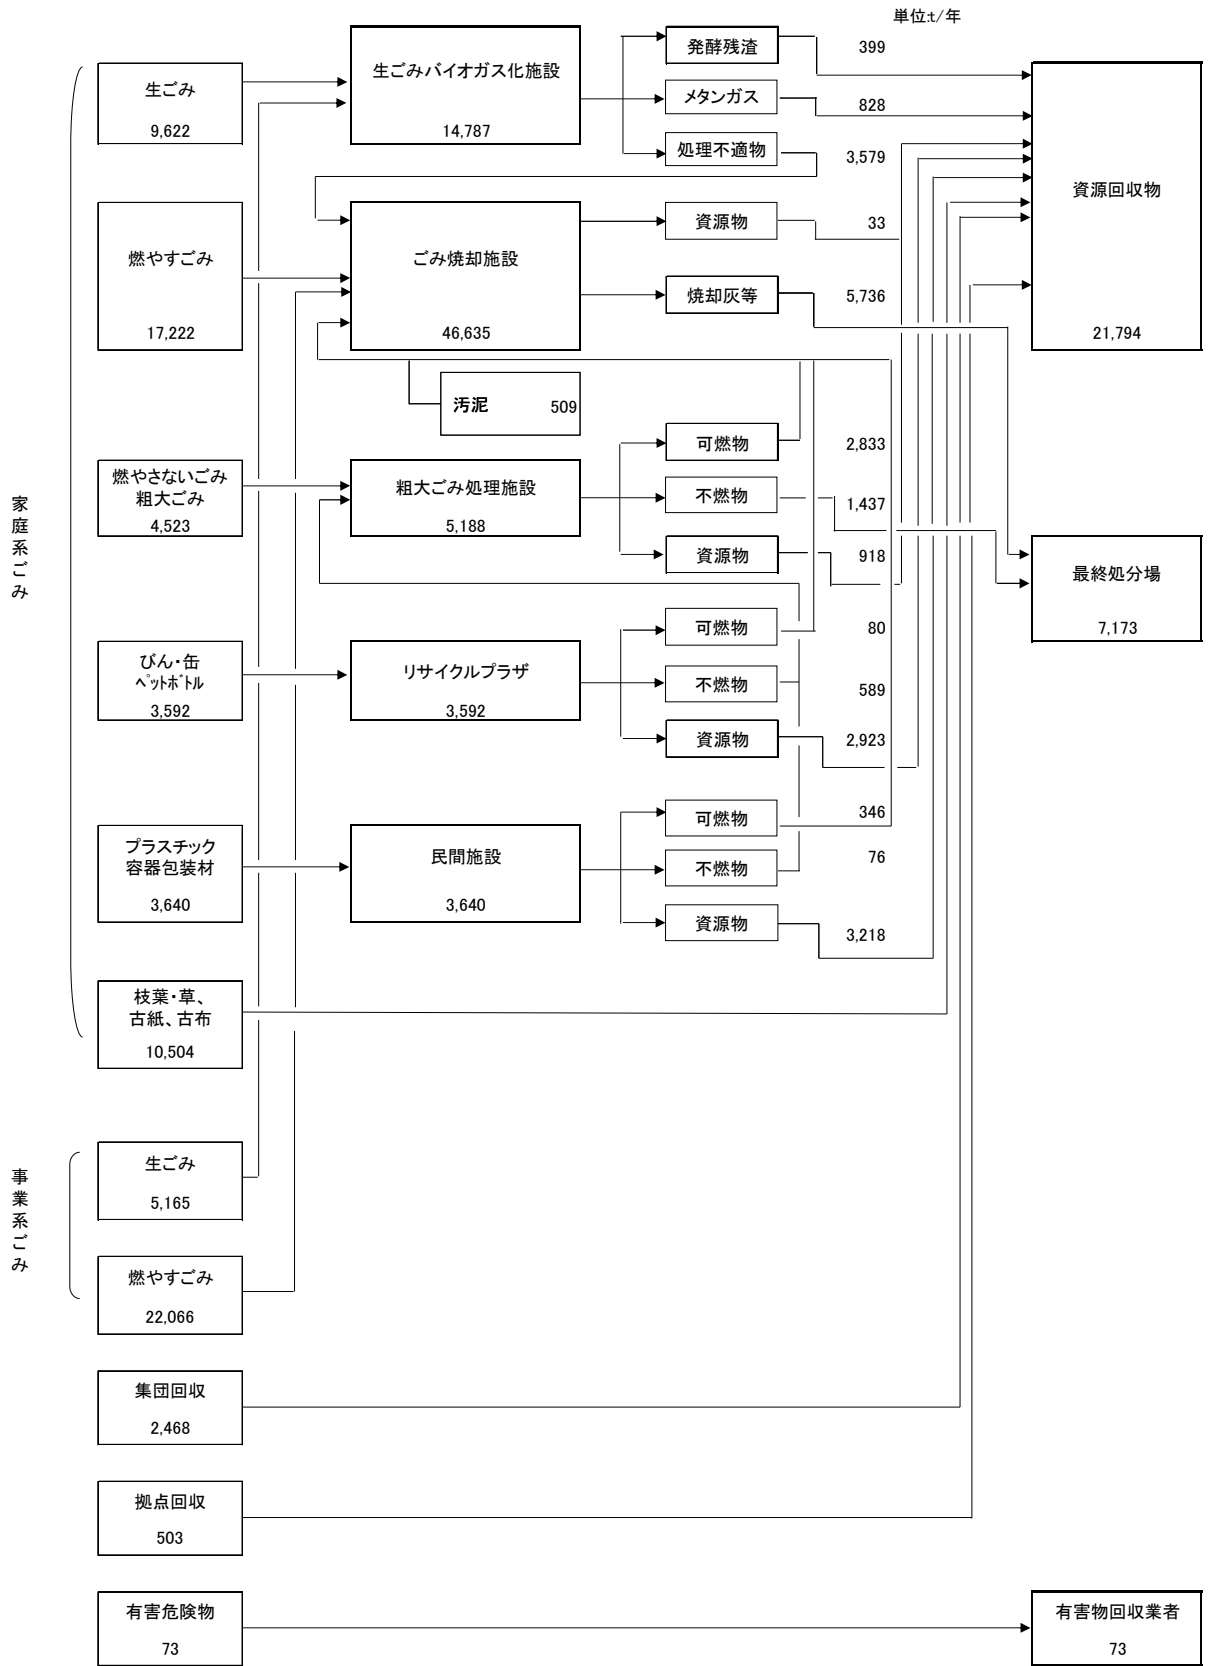 単位:t/年
家庭系ごみ
生ごみ
9,622
燃やすごみ
17,222
燃やさないごみ
粗大ごみ
4,523
びん・缶
ペットボトル
3,592
プラスチック
容器包装材
3,640
枝葉・草、
古紙、古布
10,504
事業系ごみ
生ごみ
5,165
燃やすごみ
22,066
集団回収
2,468
拠点回収
503
有害危険物
73
生ごみバイオガス化施設
14,787
ごみ焼却施設
46,635
汚泥 509
粗大ごみ処理施設
5,188
リサイクルプラザ
3,592
民間施設
3,640
発酵残渣 399
メタンガス 828
処理不適物 3,579
資源物 33
焼却灰等 5,736
可燃物 2,833
不燃物 1,437
資源物 918
可燃物 80
不燃物 589
資源物 2,923
可燃物 346
不燃物 76
資源物 3,218
資源回収物
21,794
最終処分場
7,173
有害物回収業者
73